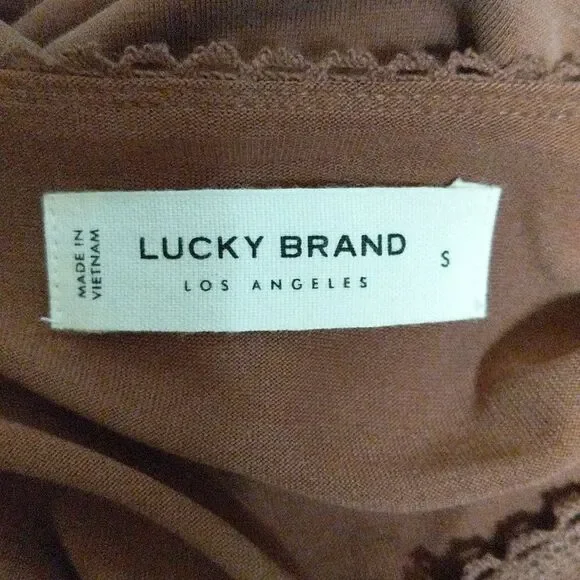 MADE IN
VIETNAM
LUCKY BRAND
LOS ANGELES
S